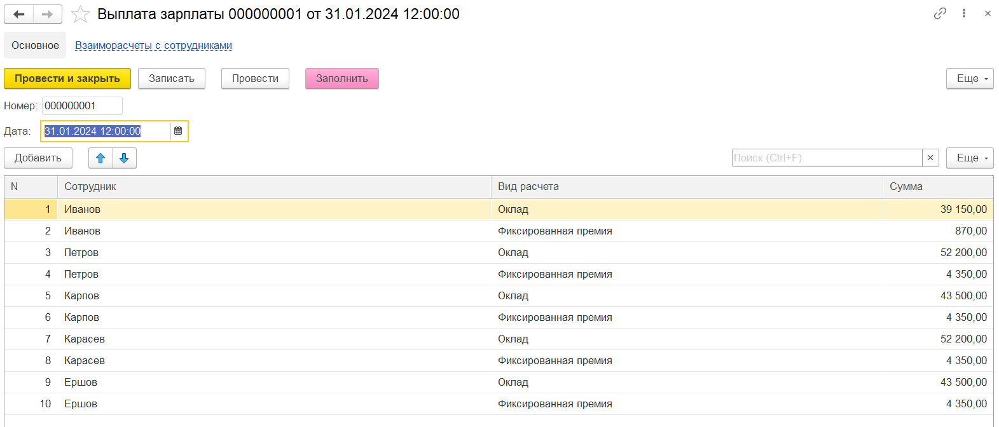 Выплата зарплаты 000000001 от 31.01.2024 12:00:00
Основное Взаиморасчеты с сотрудниками
Провести и закрыть Записать Провести Заполнить Еще
Номер: 000000001
Дата: 31.01.2024 12:00:00
Добавить Поиск (Ctrl+F) × Еще
N Сотрудник Вид расчета Сумма
1 Иванов Оклад 39 150,00
2 Иванов Фиксированная премия 870,00
3 Петров Оклад 52 200,00
4 Петров Фиксированная премия 4 350,00
5 Карпов Оклад 43 500,00
6 Карпов Фиксированная премия 4 350,00
7 Карасев Оклад 52 200,00
8 Карасев Фиксированная премия 4 350,00
9 Ершов Оклад 43 500,00
10 Ершов Фиксированная премия 4 350,00